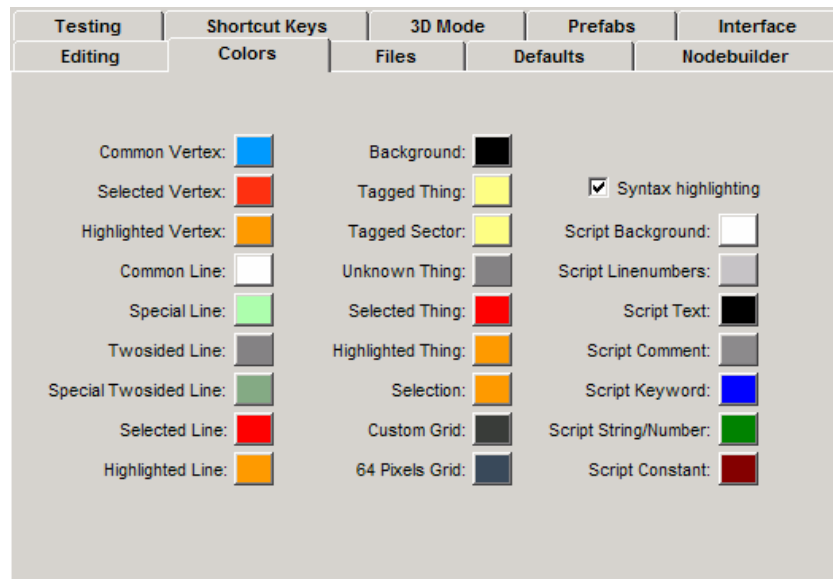 Testing Shortcut Keys 3D Mode Prefabs Interface
Editing Colors Files Defaults Nodebuilder
Common Vertex: Background:
Selected Vertex: Tagged Thing: Syntax highlighting
Highlighted Vertex: Tagged Sector: Script Background:
Common Line: Unknown Thing: Script Linenumbers:
Special Line: Selected Thing: Script Text:
Twosided Line: Highlighted Thing: Script Comment:
Special Twosided Line: Selection: Script Keyword:
Selected Line: Custom Grid: Script String/Number:
Highlighted Line: 64 Pixels Grid: Script Constant: